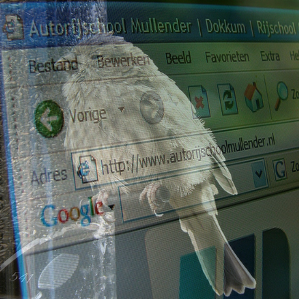 Autorijschool Mullender | Dokkum | Rijschool
Bestand Bewerken Beeld Favorieten Extra
Vorige
Adres http://www.autorijschoolmullender.nl
Google